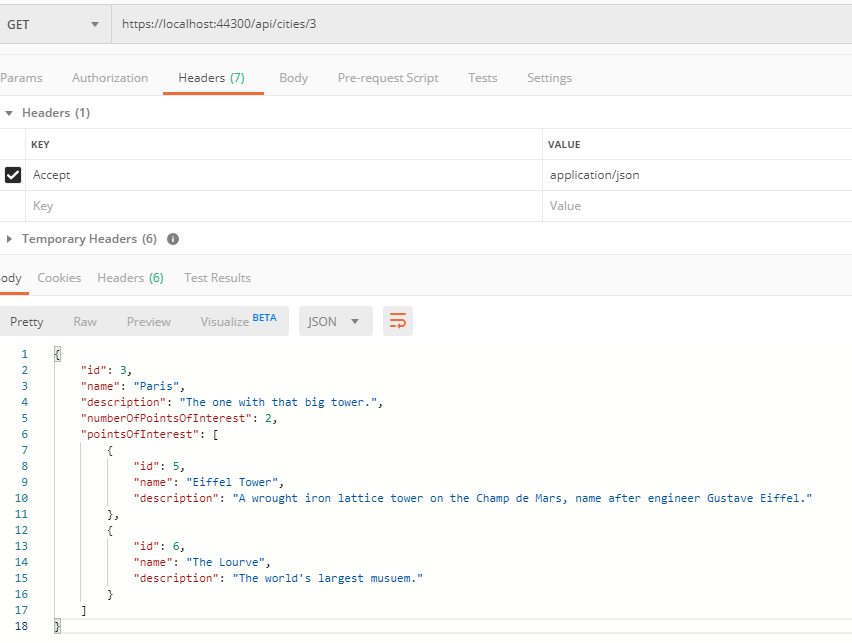 GET https://localhost:44300/api/cities/3
Params Authorization Headers (7) Body Pre-request Script Tests Settings
Headers (1)
KEY VALUE
Accept application/json
Key Value
Temporary Headers (6)
ody Cookies Headers (6) Test Results
Pretty Raw Preview Visualize BETA JSON
1 {
2 "id": 3,
3 "name": "Paris",
4 "description": "The one with that big tower.",
5 "numberOfPointsOfInterest": 2,
6 "pointsOfInterest": [
7 {
8 "id": 5,
9 "name": "Eiffel Tower",
10 "description": "A wrought iron lattice tower on the Champ de Mars, name after engineer Gustave Eiffel."
11 },
12 {
13 "id": 6,
14 "name": "The Lourve",
15 "description": "The world's largest musuem."
16 }
17 ]
18 }